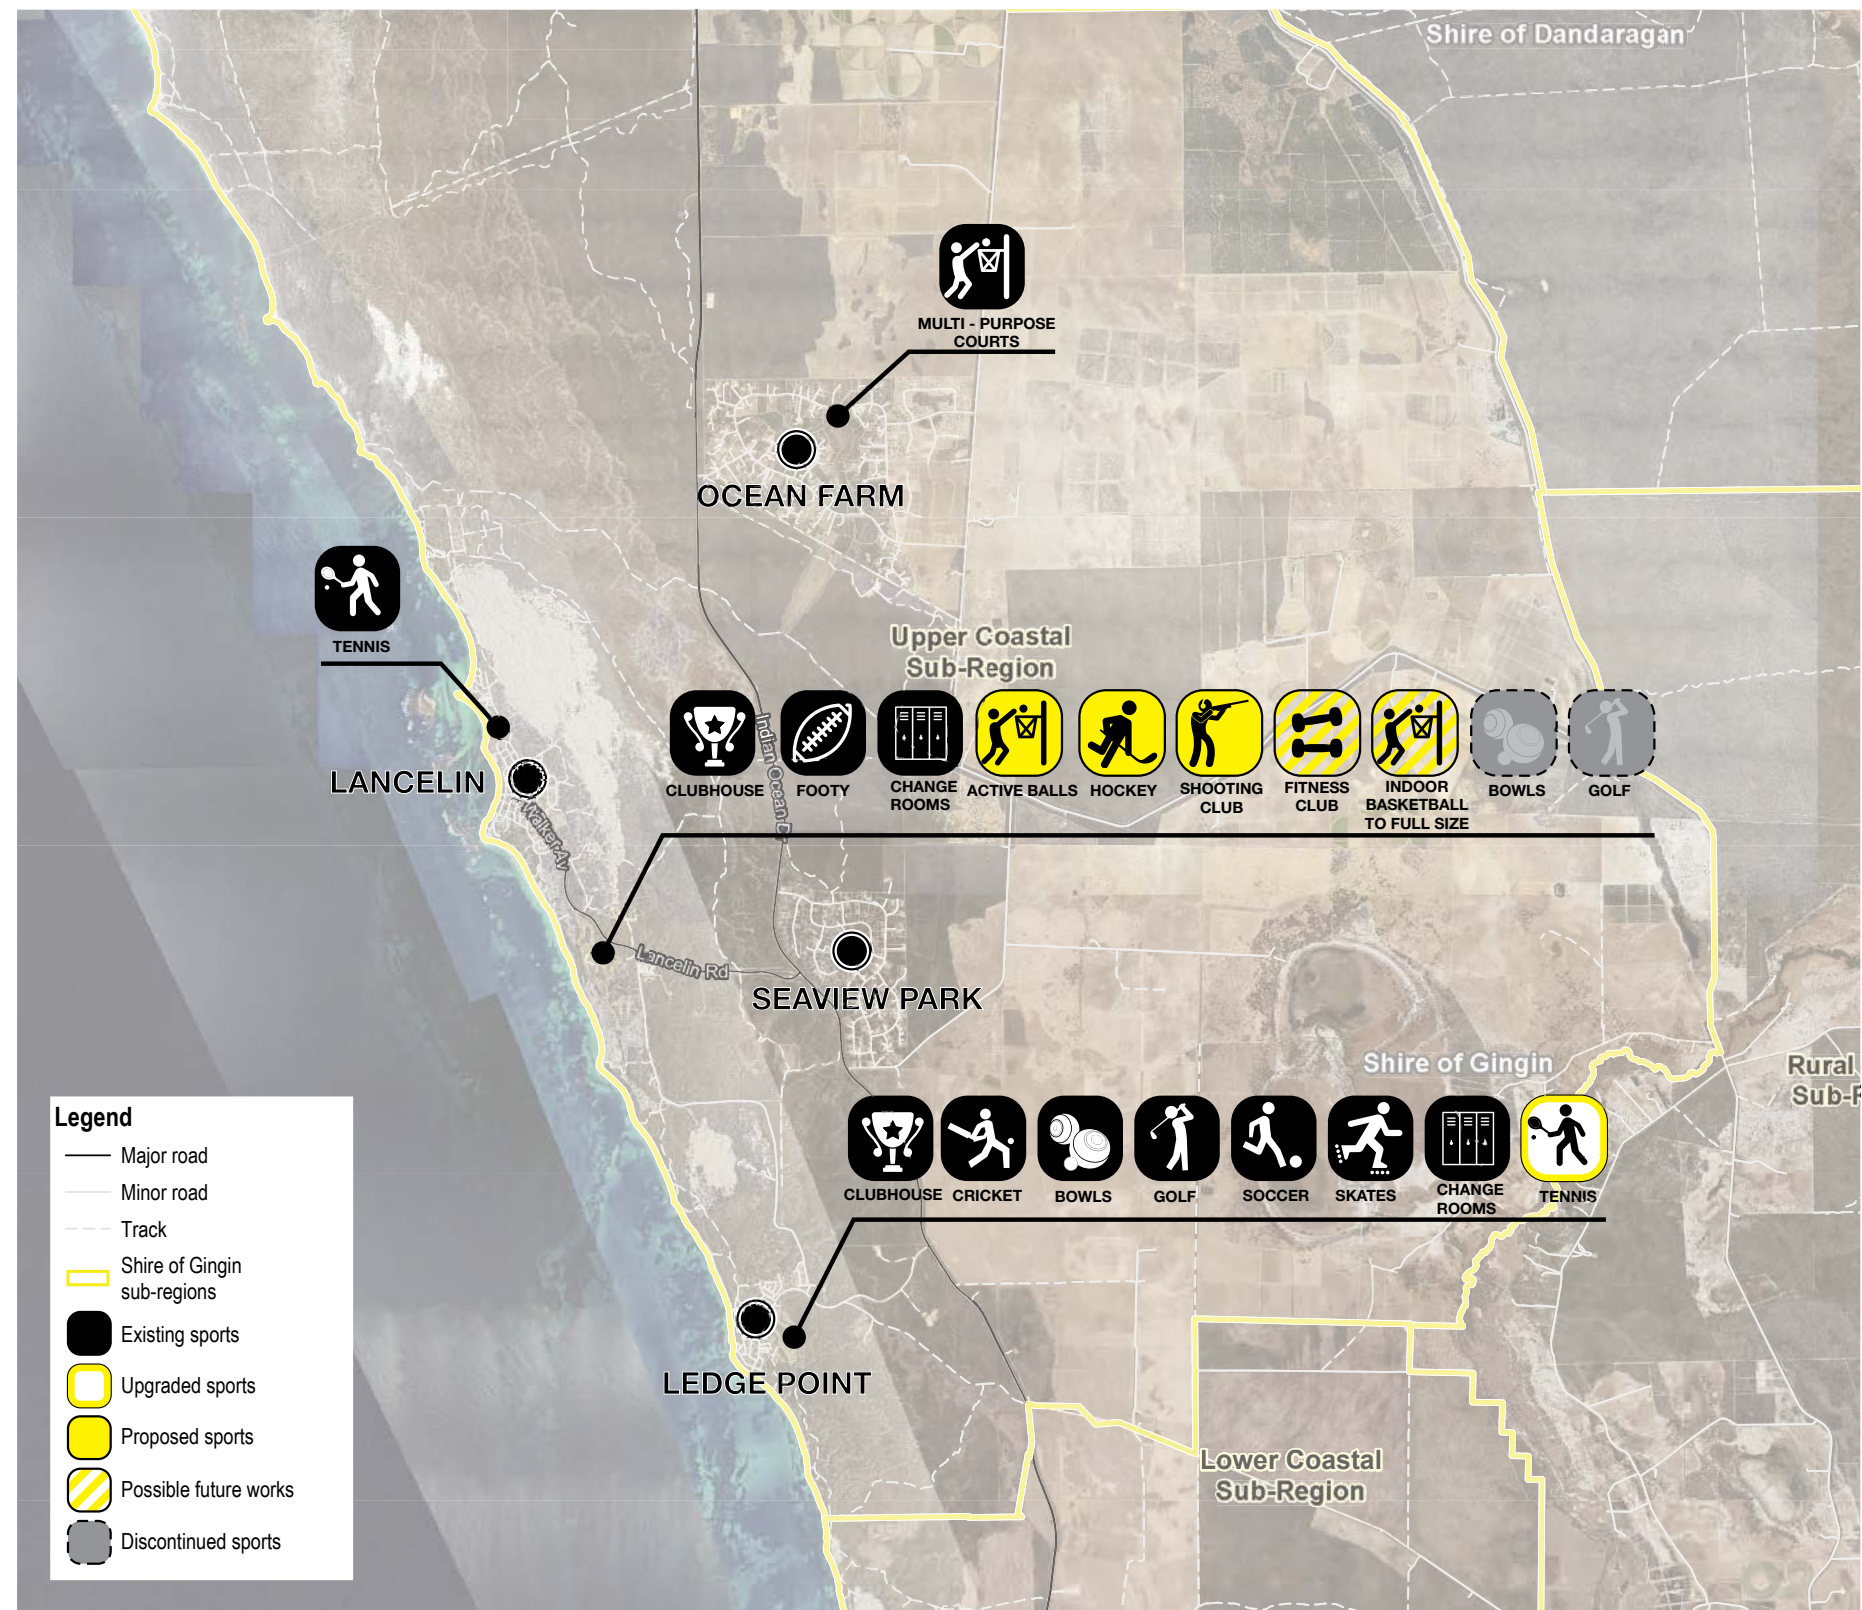 Shire of Dandaragan
MULTI - PURPOSE
COURTS
OCEAN FARM
TENNIS
Upper Coastal
Sub-Region
LANCELIN
Walker Av
Indian Ocean Dr
CLUBHOUSE
FOOTY
CHANGE
ROOMS
ACTIVE BALLS
HOCKEY
SHOOTING
CLUB
FITNESS
CLUB
INDOOR
BASKETBALL
TO FULL SIZE
BOWLS
GOLF
Lancelin Rd
SEAVIEW PARK
Shire of Gingin
Rural
Sub-R
CLUBHOUSE
CRICKET
BOWLS
GOLF
SOCCER
SKATES
CHANGE
ROOMS
TENNIS
LEDGE POINT
Lower Coastal
Sub-Region
Legend
Major road
Minor road
Track
Shire of Gingin
sub-regions
Existing sports
Upgraded sports
Proposed sports
Possible future works
Discontinued sports